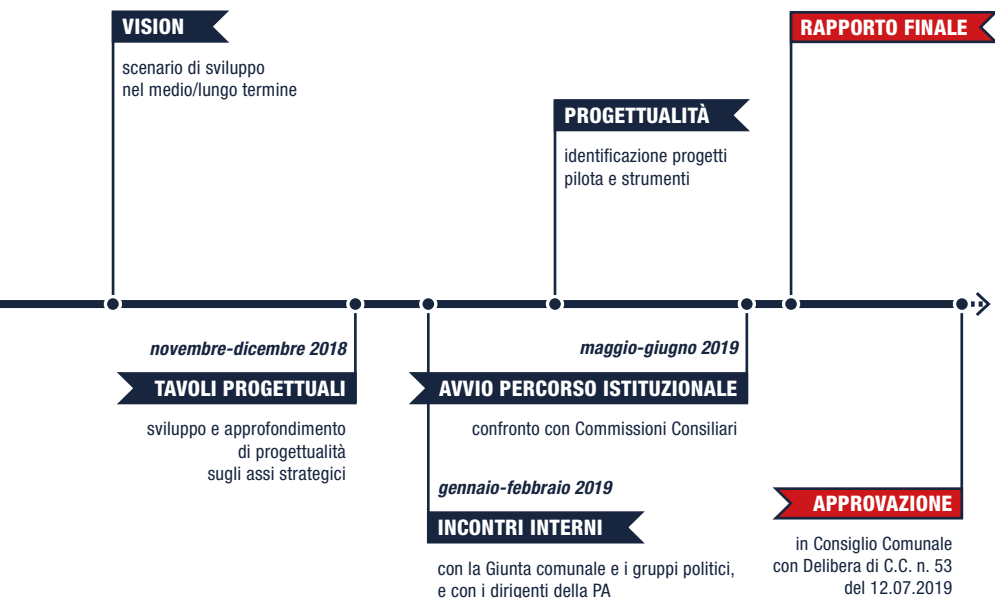 VISION
scenario di sviluppo
nel medio/lungo termine
RAPPORTO FINALE
PROGETTUALITÀ
identificazione progetti
pilota e strumenti
novembre-dicembre 2018
TAVOLI PROGETTUALI
sviluppo e approfondimento
di progettualità
sugli assi strategici
maggio-giugno 2019
AVVIO PERCORSO ISTITUZIONALE
confronto con Commissioni Consiliari
gennaio-febbraio 2019
INCONTRI INTERNI
con la Giunta comunale e i gruppi politici,
e con i dirigenti della PA
APPROVAZIONE
in Consiglio Comunale
con Delibera di C.C. n. 53
del 12.07.2019